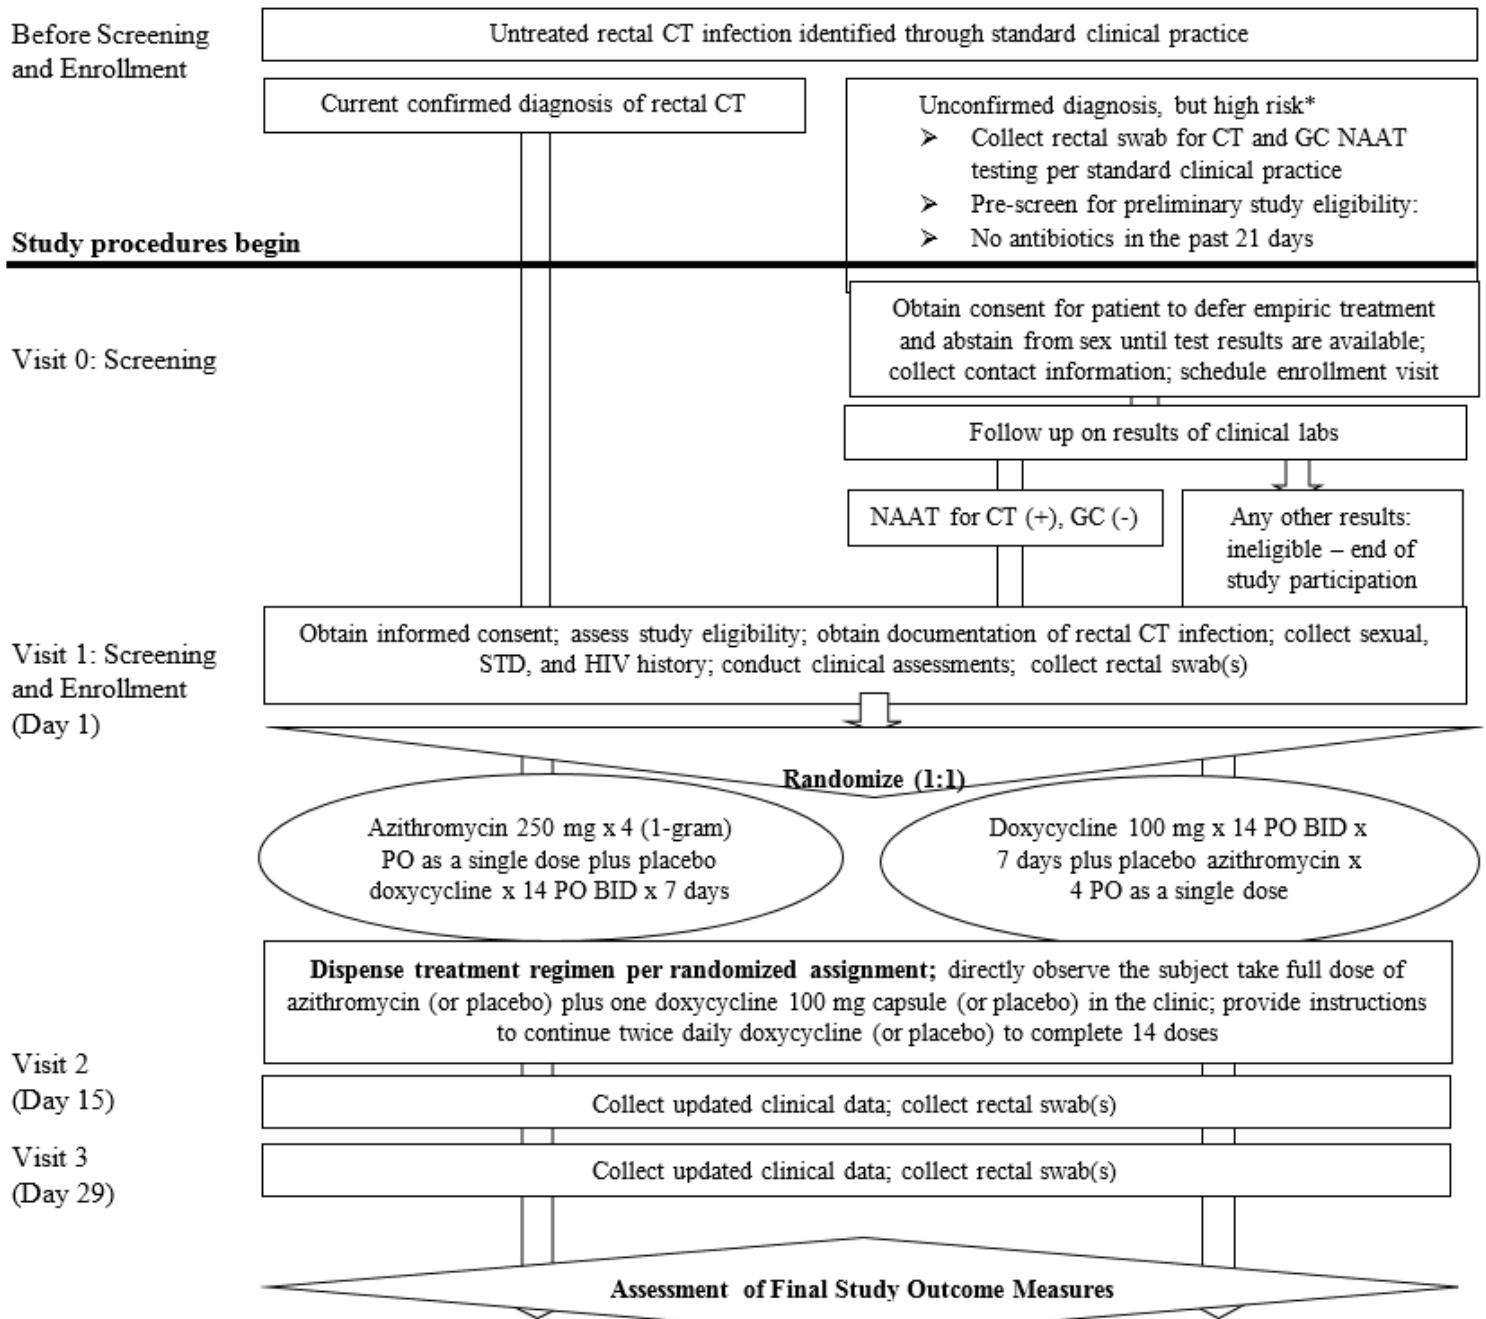 Before Screening
and Enrollment
Untreated rectal CT infection identified through standard clinical practice
Current confirmed diagnosis of rectal CT
Unconfirmed diagnosis, but high risk*
➢ Collect rectal swab for CT and GC NAAT
testing per standard clinical practice
➢ Pre-screen for preliminary study eligibility:
➢ No antibiotics in the past 21 days
Study procedures begin
Visit 0: Screening
Obtain consent for patient to defer empiric treatment
and abstain from sex until test results are available;
collect contact information; schedule enrollment visit
Follow up on results of clinical labs
NAAT for CT (+), GC (-)
Any other results:
ineligible – end of
study participation
Visit 1: Screening
and Enrollment
(Day 1)
Obtain informed consent; assess study eligibility; obtain documentation of rectal CT infection; collect sexual,
STD, and HIV history; conduct clinical assessments; collect rectal swab(s)
Randomize (1:1)
Azithromycin 250 mg x 4 (1-gram)
PO as a single dose plus placebo
doxycycline x 14 PO BID x 7 days
Doxycycline 100 mg x 14 PO BID x
7 days plus placebo azithromycin x
4 PO as a single dose
Dispense treatment regimen per randomized assignment; directly observe the subject take full dose of
azithromycin (or placebo) plus one doxycycline 100 mg capsule (or placebo) in the clinic; provide instructions
to continue twice daily doxycycline (or placebo) to complete 14 doses
Visit 2
(Day 15)
Collect updated clinical data; collect rectal swab(s)
Visit 3
(Day 29)
Collect updated clinical data; collect rectal swab(s)
Assessment of Final Study Outcome Measures